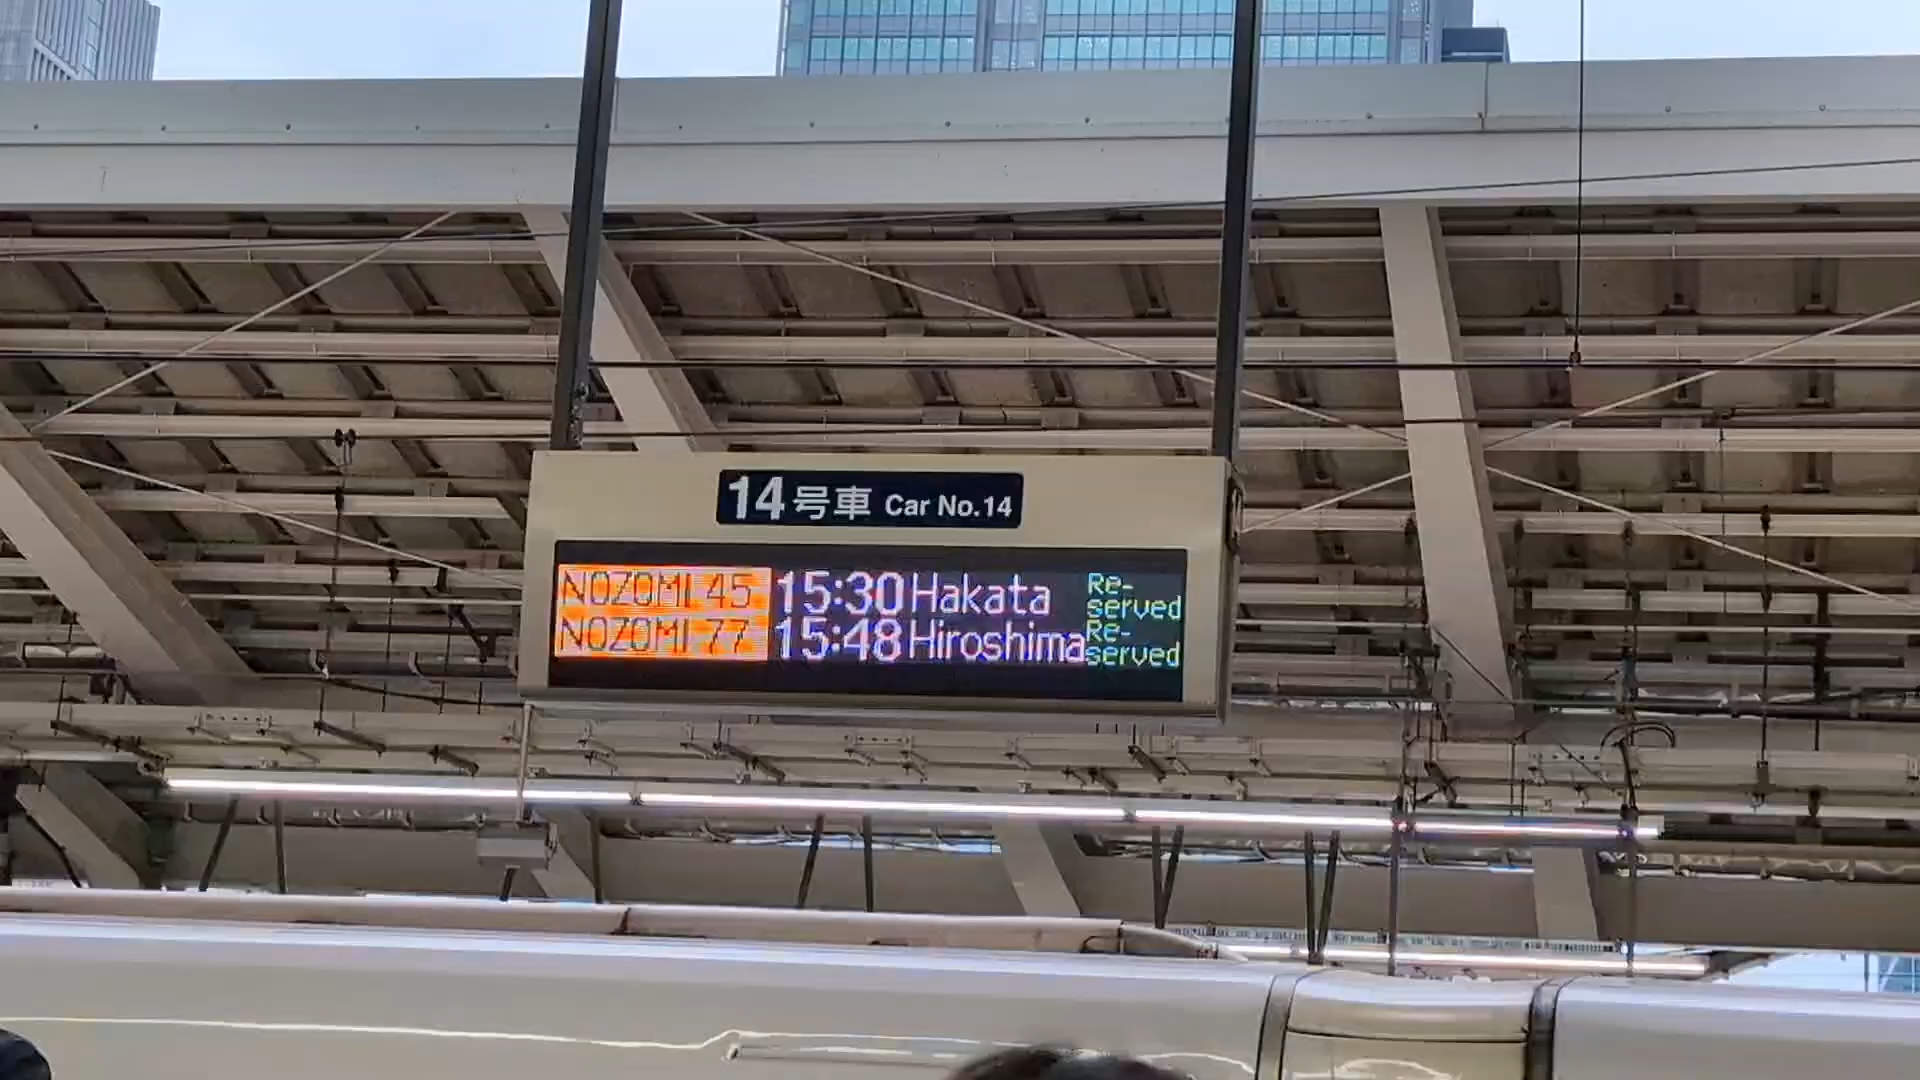 14号車 Car No.14
NOZOMI 45 15:30 Hakata Re-served
NOZOMI 77 15:48 Hiroshima Re-served